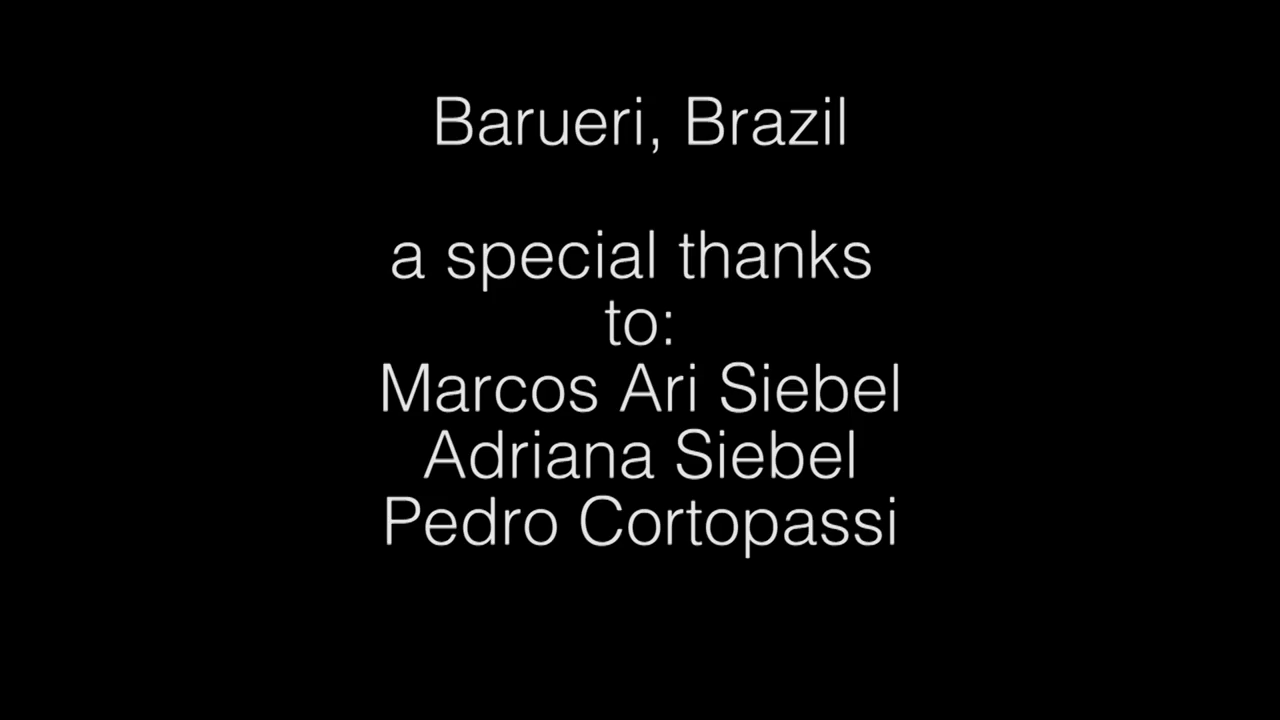 Barueri, Brazil
a special thanks
to:
Marcos Ari Siebel
Adriana Siebel
Pedro Cortopassi